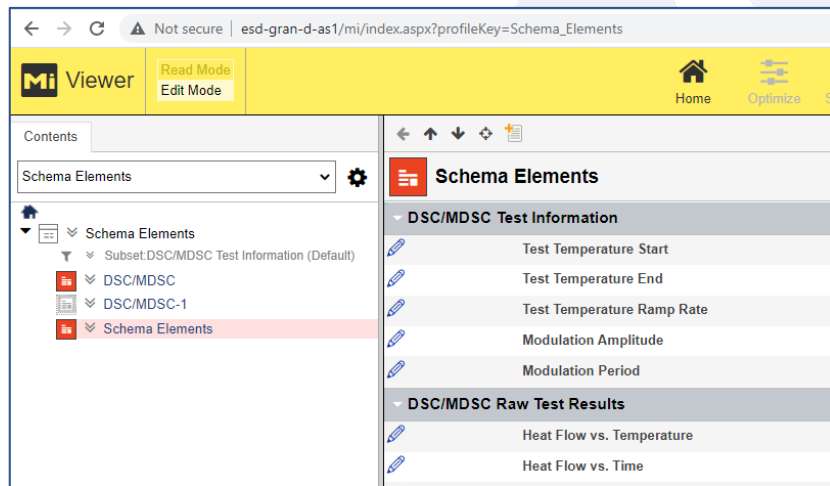 Not secure | esd-gran-d-as1/mi/index.aspx?profileKey=Schema_Elements
Mi Viewer
Read Mode
Edit Mode
Home
Optimize
Contents
Schema Elements
Schema Elements
Subset:DSC/MDSC Test Information (Default)
DSC/MDSC
DSC/MDSC-1
Schema Elements
Schema Elements
DSC/MDSC Test Information
Test Temperature Start
Test Temperature End
Test Temperature Ramp Rate
Modulation Amplitude
Modulation Period
DSC/MDSC Raw Test Results
Heat Flow vs. Temperature
Heat Flow vs. Time